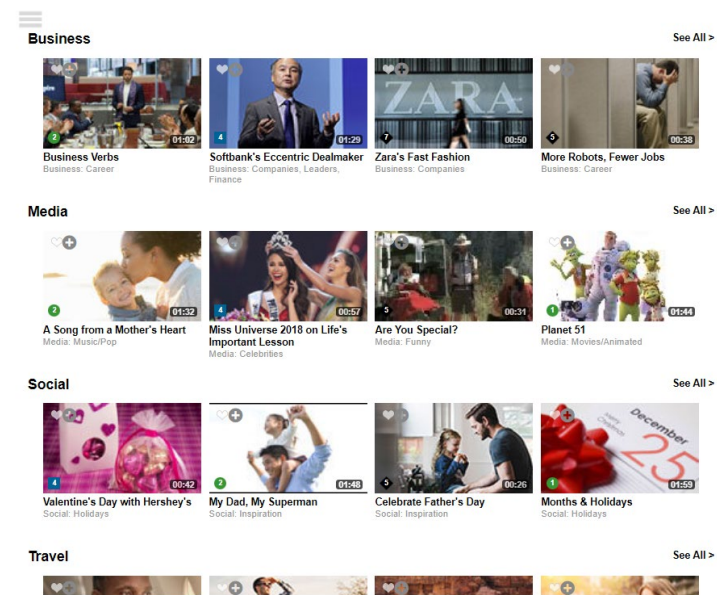 Business
See All >
ZARA
2
01:02
4
01:29
7
00:50
5
00:38
Business Verbs
Business: Career
Softbank's Eccentric Dealmaker
Business: Companies, Leaders,
Finance
Zara's Fast Fashion
Business: Companies
More Robots, Fewer Jobs
Business: Career
Media
See All >
2
01:32
4
00:57
5
00:31
1
01:44
A Song from a Mother's Heart
Media: Music/Pop
Miss Universe 2018 on Life's
Important Lesson
Media: Celebrities
Are You Special?
Media: Funny
Planet 51
Media: Movies/Animated
Social
See All >
Merry
Christmas
December
25
4
00:42
2
01:48
5
00:26
1
01:59
Valentine's Day with Hershey's
Social: Holidays
My Dad, My Superman
Social: Inspiration
Celebrate Father's Day
Social: Inspiration
Months & Holidays
Social: Holidays
Travel
See All >